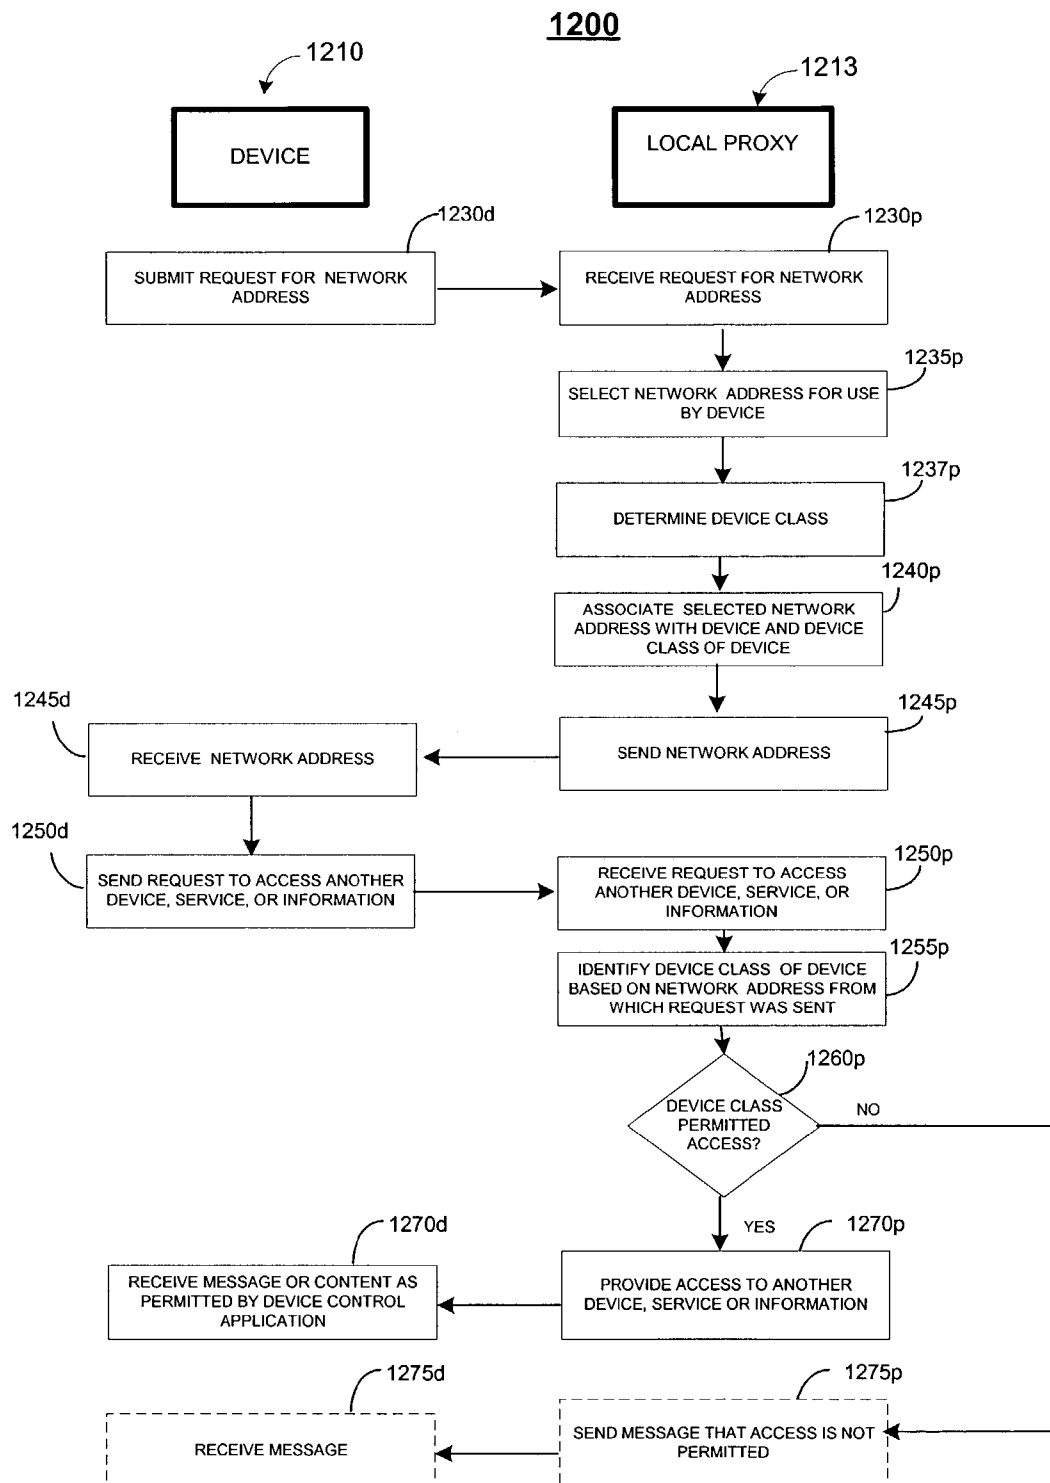 1200
1210
1213
DEVICE
LOCAL PROXY
1230d
1230p
SUBMIT REQUEST FOR NETWORK
ADDRESS
RECEIVE REQUEST FOR NETWORK
ADDRESS
1235p
SELECT NETWORK ADDRESS FOR USE
BY DEVICE
1237p
DETERMINE DEVICE CLASS
1240p
ASSOCIATE SELECTED NETWORK
ADDRESS WITH DEVICE AND DEVICE
CLASS OF DEVICE
1245d
1245p
RECEIVE NETWORK ADDRESS
SEND NETWORK ADDRESS
1250d
1250p
SEND REQUEST TO ACCESS ANOTHER
DEVICE, SERVICE, OR INFORMATION
RECEIVE REQUEST TO ACCESS
ANOTHER DEVICE, SERVICE, OR
INFORMATION
1255p
IDENTIFY DEVICE CLASS OF DEVICE
BASED ON NETWORK ADDRESS FROM
WHICH REQUEST WAS SENT
1260p
DEVICE CLASS
PERMITTED
ACCESS?
NO
YES
1270d
1270p
RECEIVE MESSAGE OR CONTENT AS
PERMITTED BY DEVICE CONTROL
APPLICATION
PROVIDE ACCESS TO ANOTHER
DEVICE, SERVICE OR INFORMATION
1275d
1275p
RECEIVE MESSAGE
SEND MESSAGE THAT ACCESS IS NOT
PERMITTED